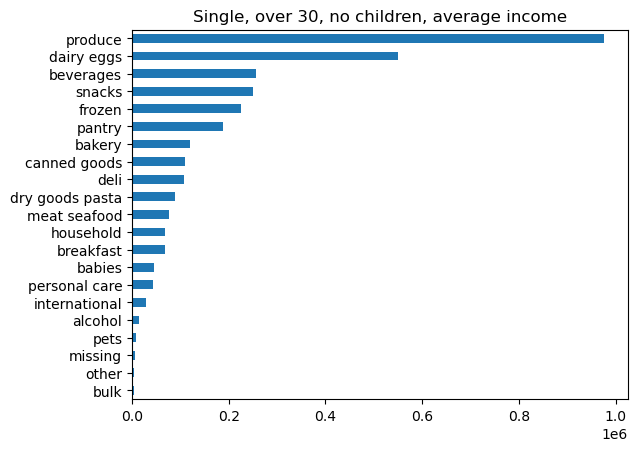 Single, over 30, no children, average income
produce
dairy eggs
beverages
snacks
frozen
pantry
bakery
canned goods
deli
dry goods pasta
meat seafood
household
breakfast
babies
personal care
international
alcohol
pets
missing
other
bulk
0.0 0.2 0.4 0.6 0.8 1.0
1e6